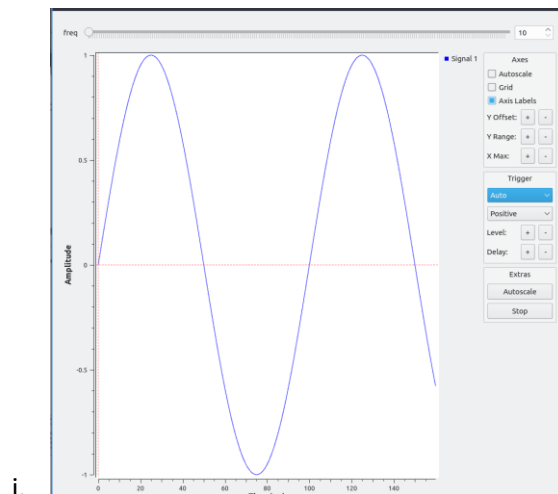 freq
10
1
0.5
0
-0.5
-1
Amplitude
0 20 40 60 80 100 120 140
Signal 1
Axes
Autoscale
Grid
Axis Labels
Y Offset: + -
Y Range: + -
X Max: + -
Trigger
Auto
Positive
Level: + -
Delay: + -
Extras
Autoscale
Stop
i.